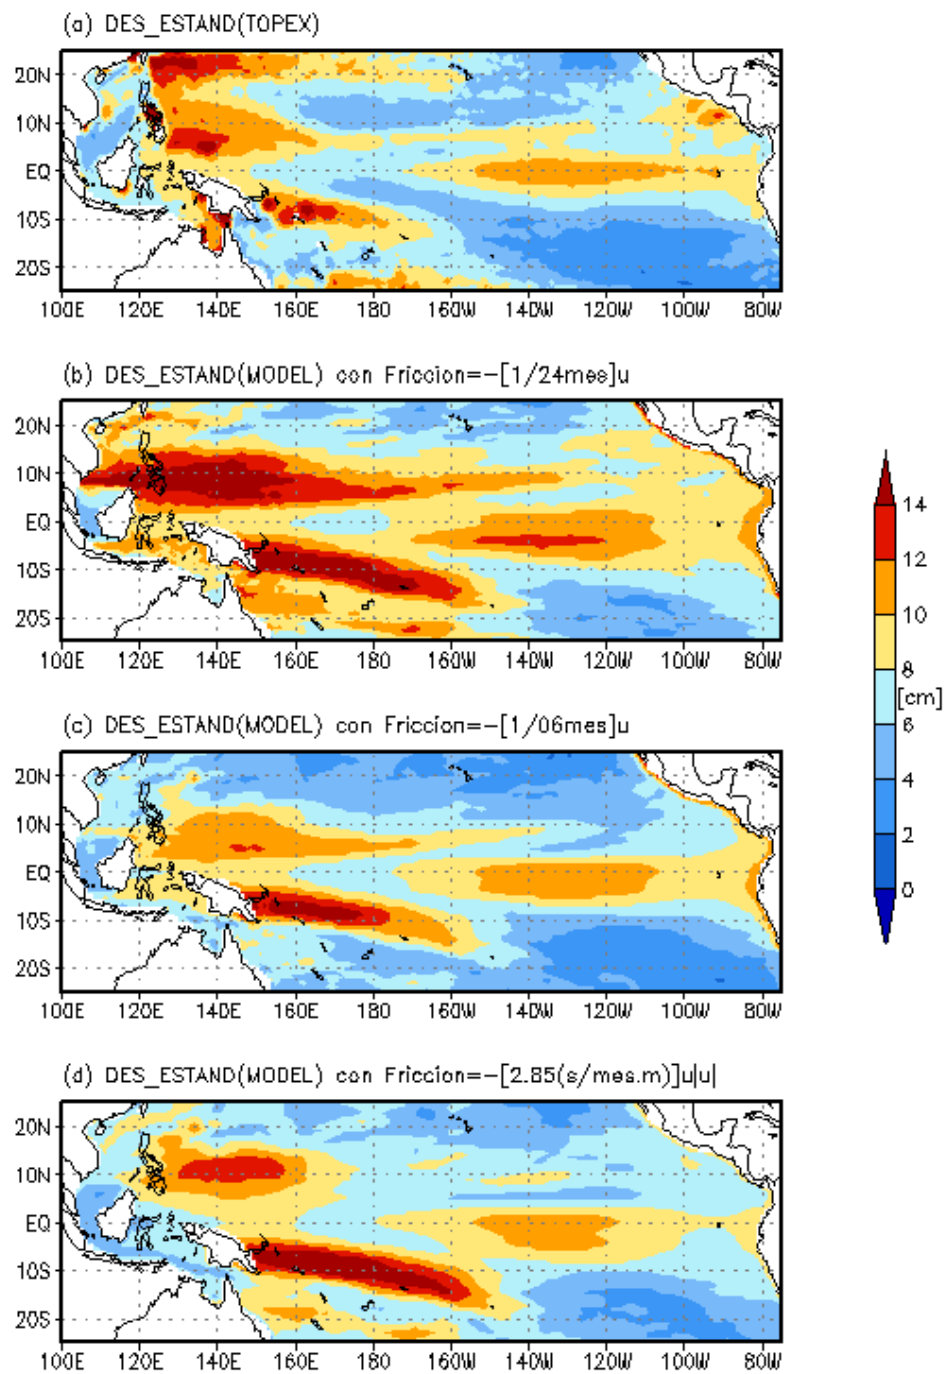 (a) DES_ESTAND(TOPEX)
20N
10N
EQ
10S
20S
100E 120E 140E 160E 180 160W 140W 120W 100W 80W
(b) DES_ESTAND(MODEL) con Friccion=-[1/24mes]u
20N
10N
EQ
10S
20S
100E 120E 140E 160E 180 160W 140W 120W 100W 80W
14
12
10
8
[cm]
6
4
2
0
(c) DES_ESTAND(MODEL) con Friccion=-[1/06mes]u
20N
10N
EQ
10S
20S
100E 120E 140E 160E 180 160W 140W 120W 100W 80W
(d) DES_ESTAND(MODEL) con Friccion=-[2.85(s/mes.m)]u|u|
20N
10N
EQ
10S
20S
100E 120E 140E 160E 180 160W 140W 120W 100W 80W